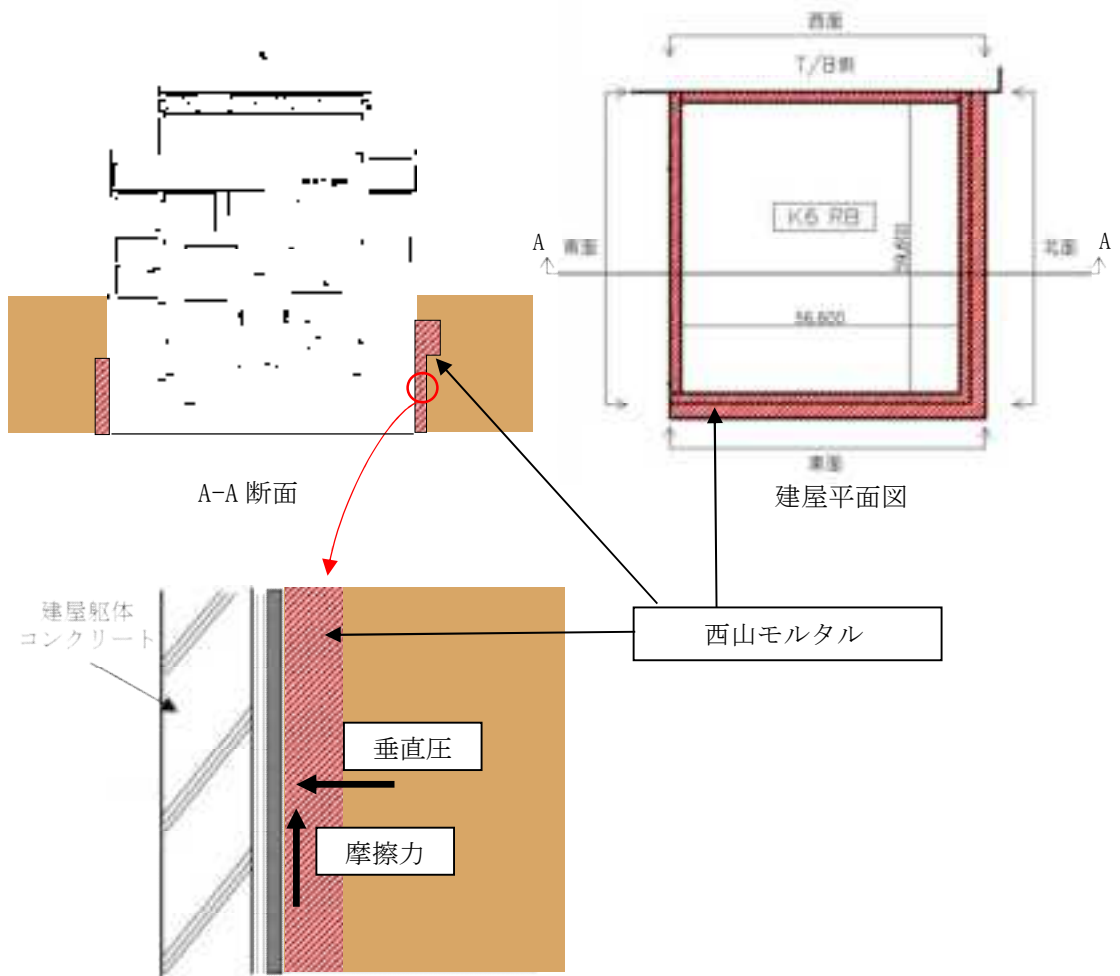 西面
T/B側
K6 RB
59,600
56,600
A
南面
北面
A
東面
A-A 断面
建屋平面図
建屋躯体
コンクリート
西山モルタル
垂直圧
摩擦力